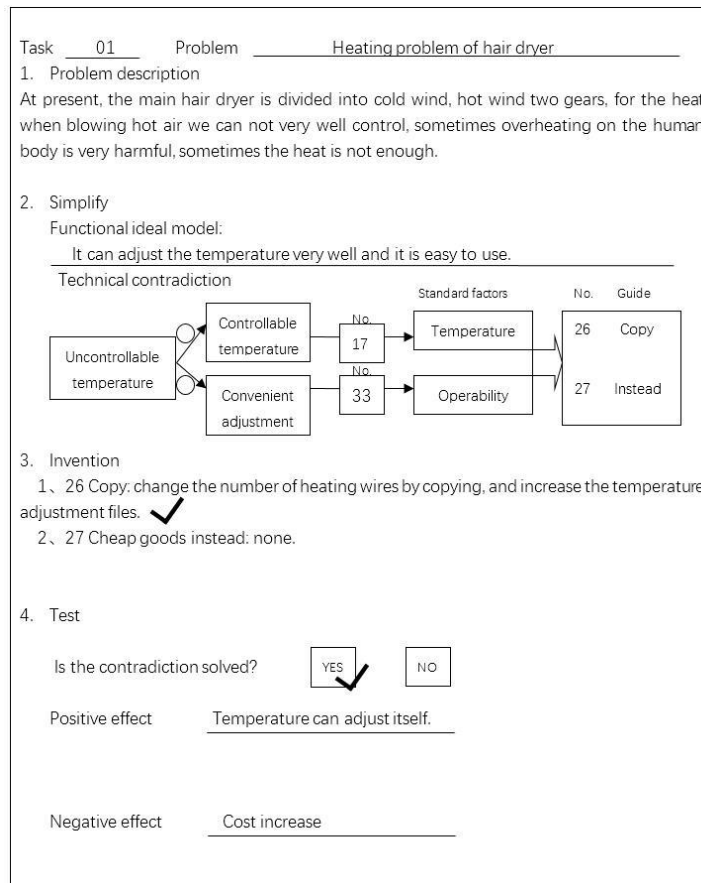 Task 01 Problem Heating problem of hair dryer
1. Problem description
At present, the main hair dryer is divided into cold wind, hot wind two gears, for the heat
when blowing hot air we can not very well control, sometimes overheating on the human
body is very harmful, sometimes the heat is not enough.
2. Simplify
Functional ideal model:
It can adjust the temperature very well and it is easy to use.
Technical contradiction
Standard factors No. Guide
Uncontrollable
temperature
Controllable
temperature
No.
17
Temperature
26 Copy
Convenient
adjustment
No.
33
Operability
27 Instead
3. Invention
1、26 Copy: change the number of heating wires by copying, and increase the temperature
adjustment files.
2、27 Cheap goods instead: none.
4. Test
Is the contradiction solved? YES NO
Positive effect Temperature can adjust itself.
Negative effect Cost increase